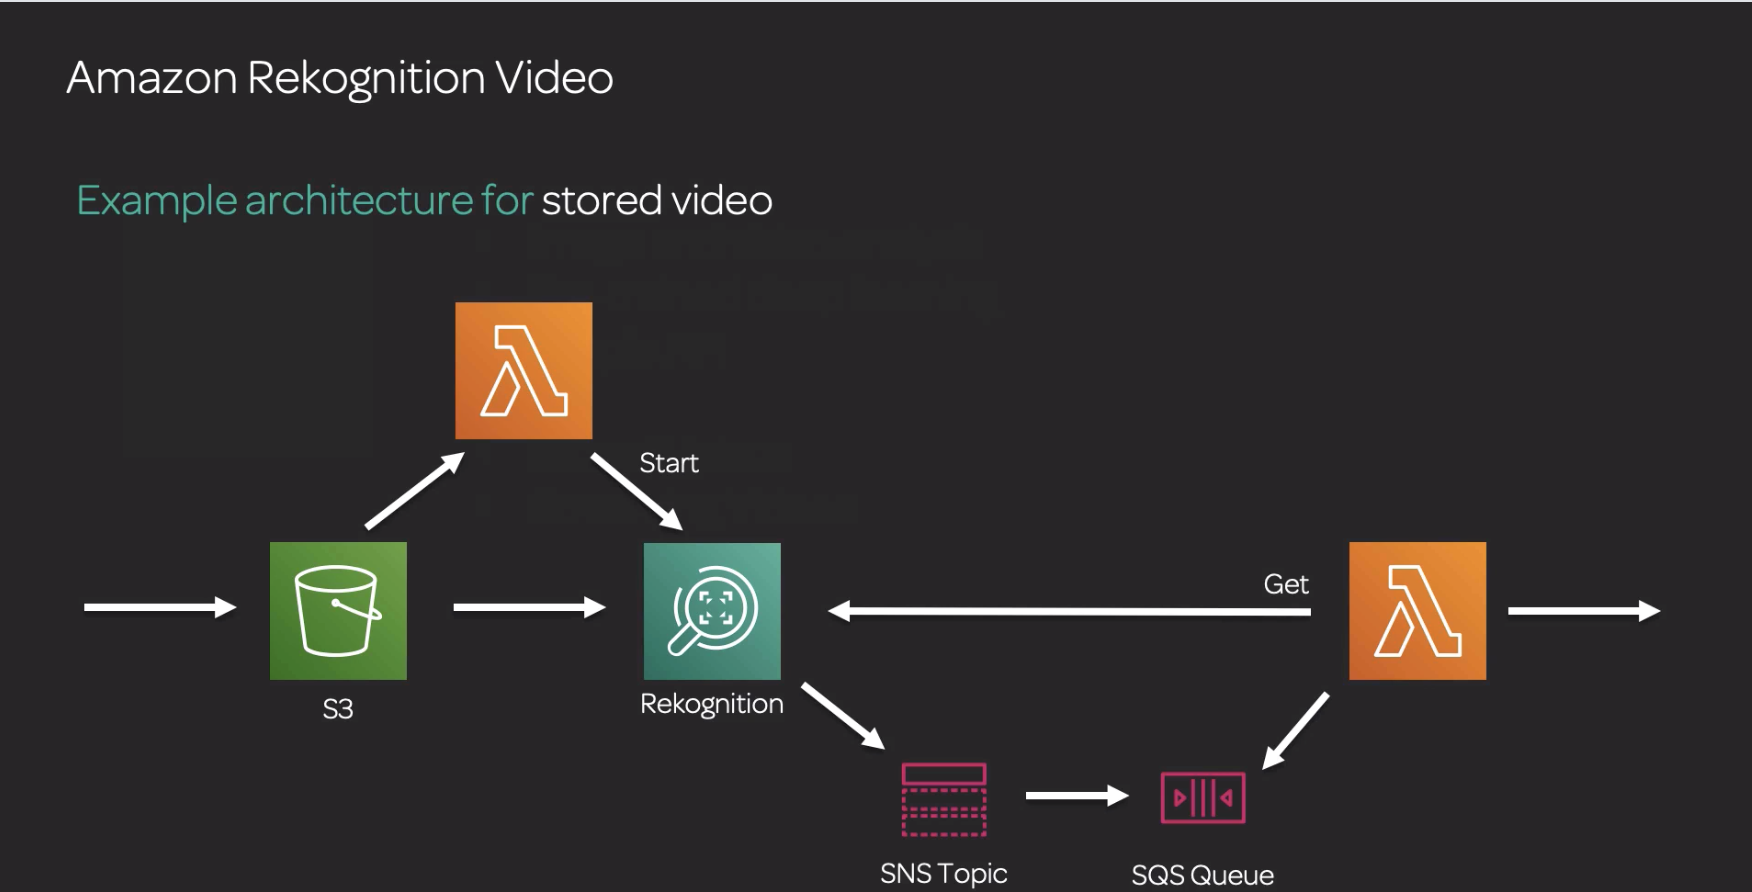 Amazon Rekognition Video
Example architecture for stored video
Start
Get
S3
Rekognition
SNS Topic
SQS Queue